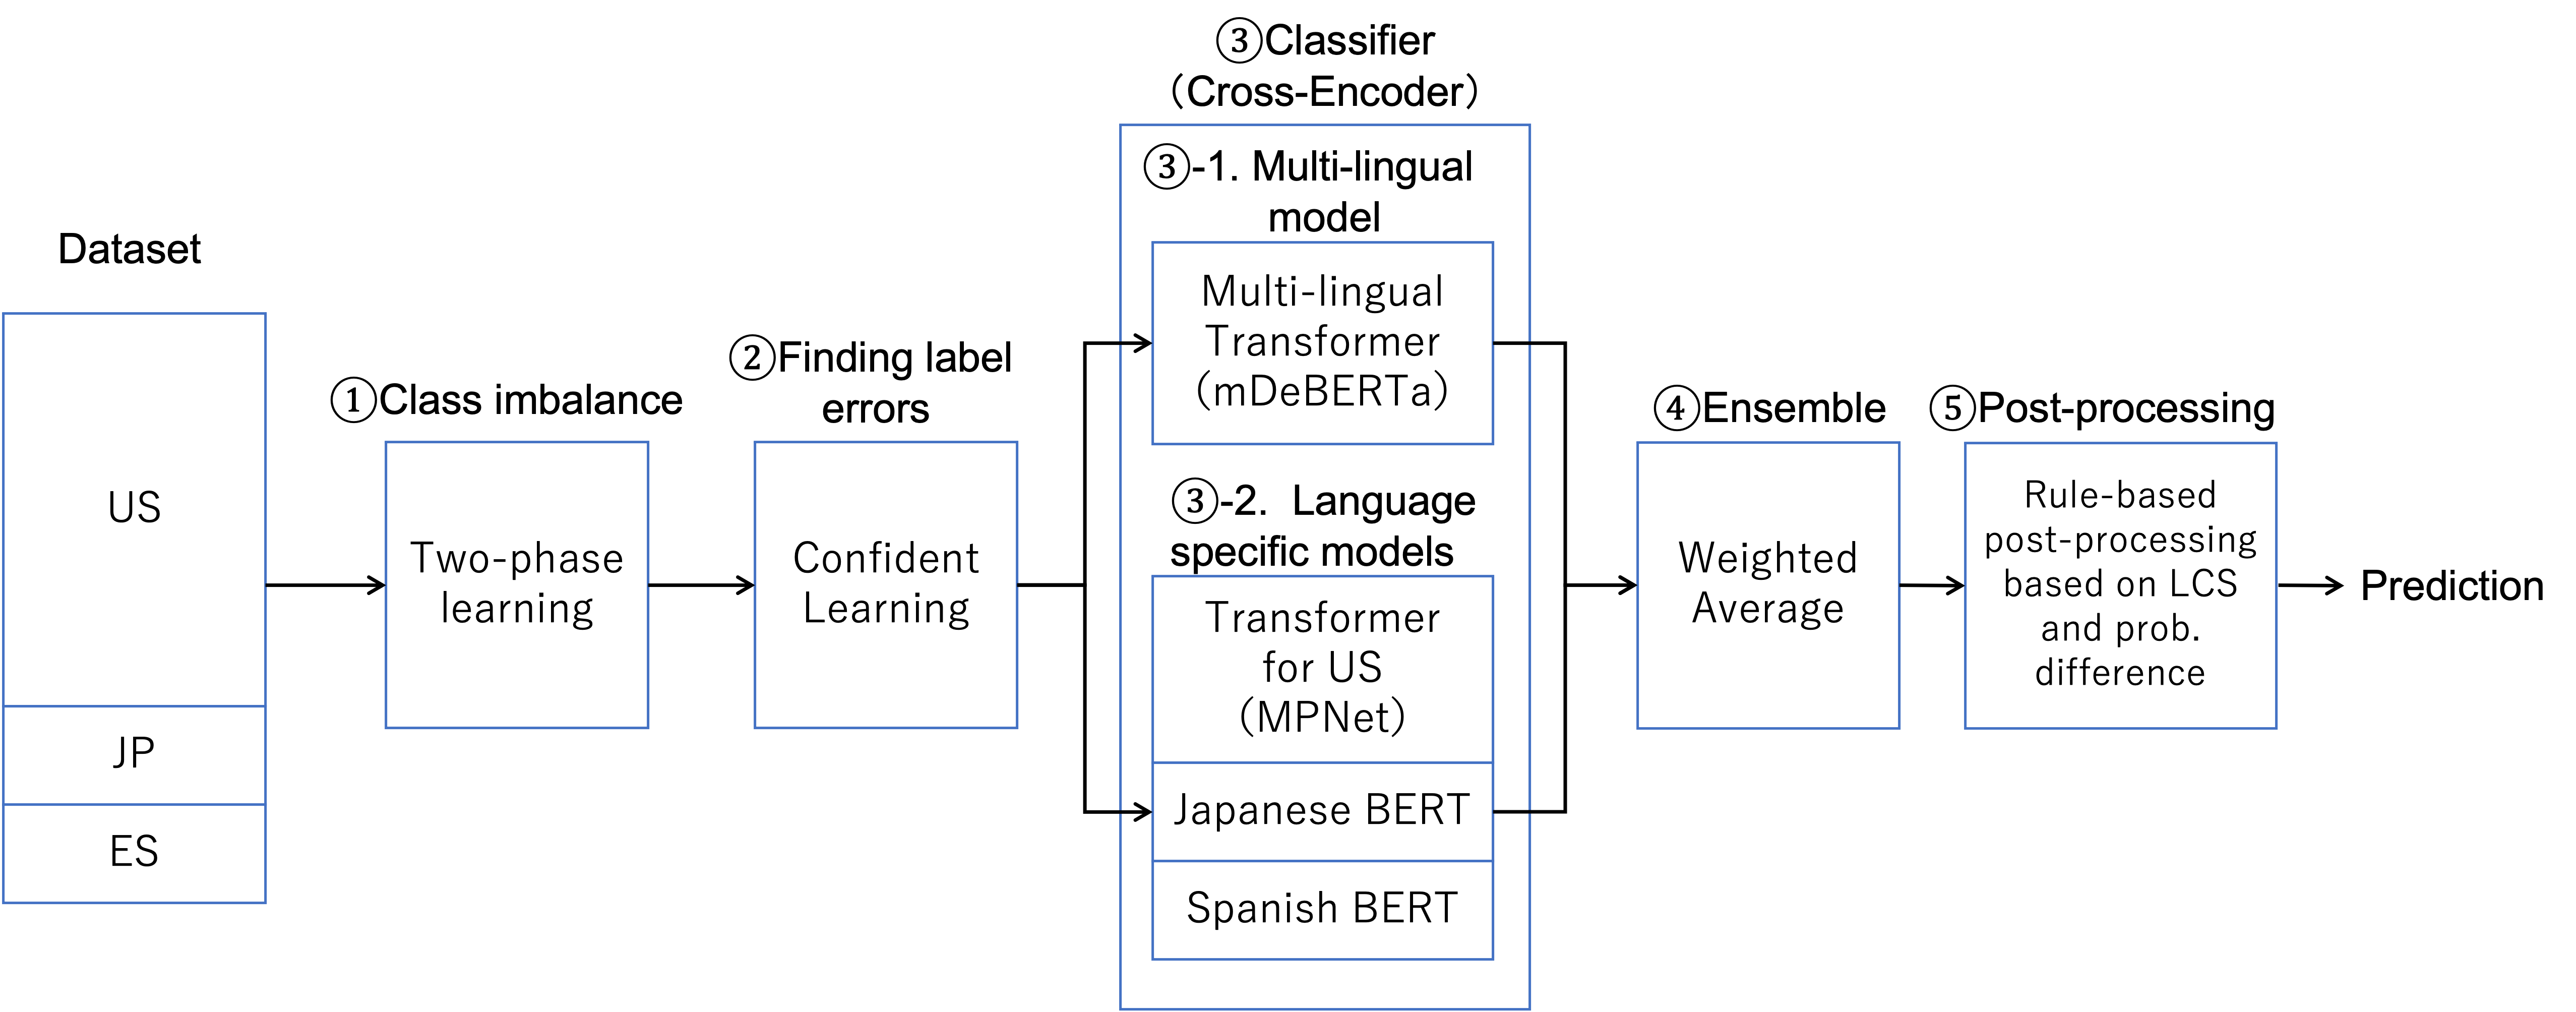 Dataset
US
JP
ES
①Class imbalance
Two-phase
learning
②Finding label
errors
Confident
Learning
③Classifier
（Cross-Encoder）
③-1. Multi-lingual
model
Multi-lingual
Transformer
(mDeBERTa)
③-2.  Language
specific models
Transformer
for US
(MPNet)
Japanese BERT
Spanish BERT
④Ensemble
Weighted
Average
⑤Post-processing
Rule-based
post-processing
based on LCS
and prob.
difference
Prediction